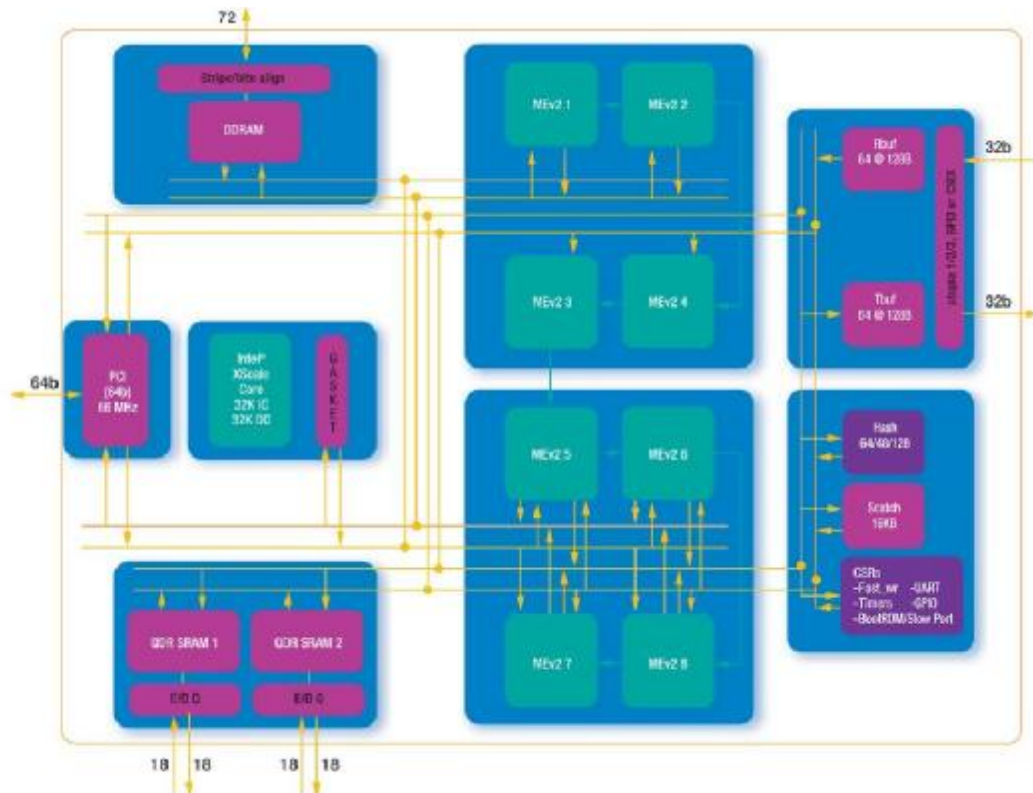 72
Stripe/byte align
DDRAM
MEv2 1
MEv2 2
Rbuf
64 @ 128B
32b
MEv2 3
MEv2 4
Tbuf
64 @ 128B
32b
64b
PCI
(64b)
66 MHz
Intel®
XScale
Core
32K IC
32K DC
GASKET
MEv2 5
MEv2 6
Hash
64/48/128
Scatch
16KB
QDR SRAM 1
QDR SRAM 2
E/D Q
E/D Q
MEv2 7
MEv2 8
CSRs
-Fast_wr -UART
-Timers -GPIO
-BootROM/Slow Port
18
18
18
18